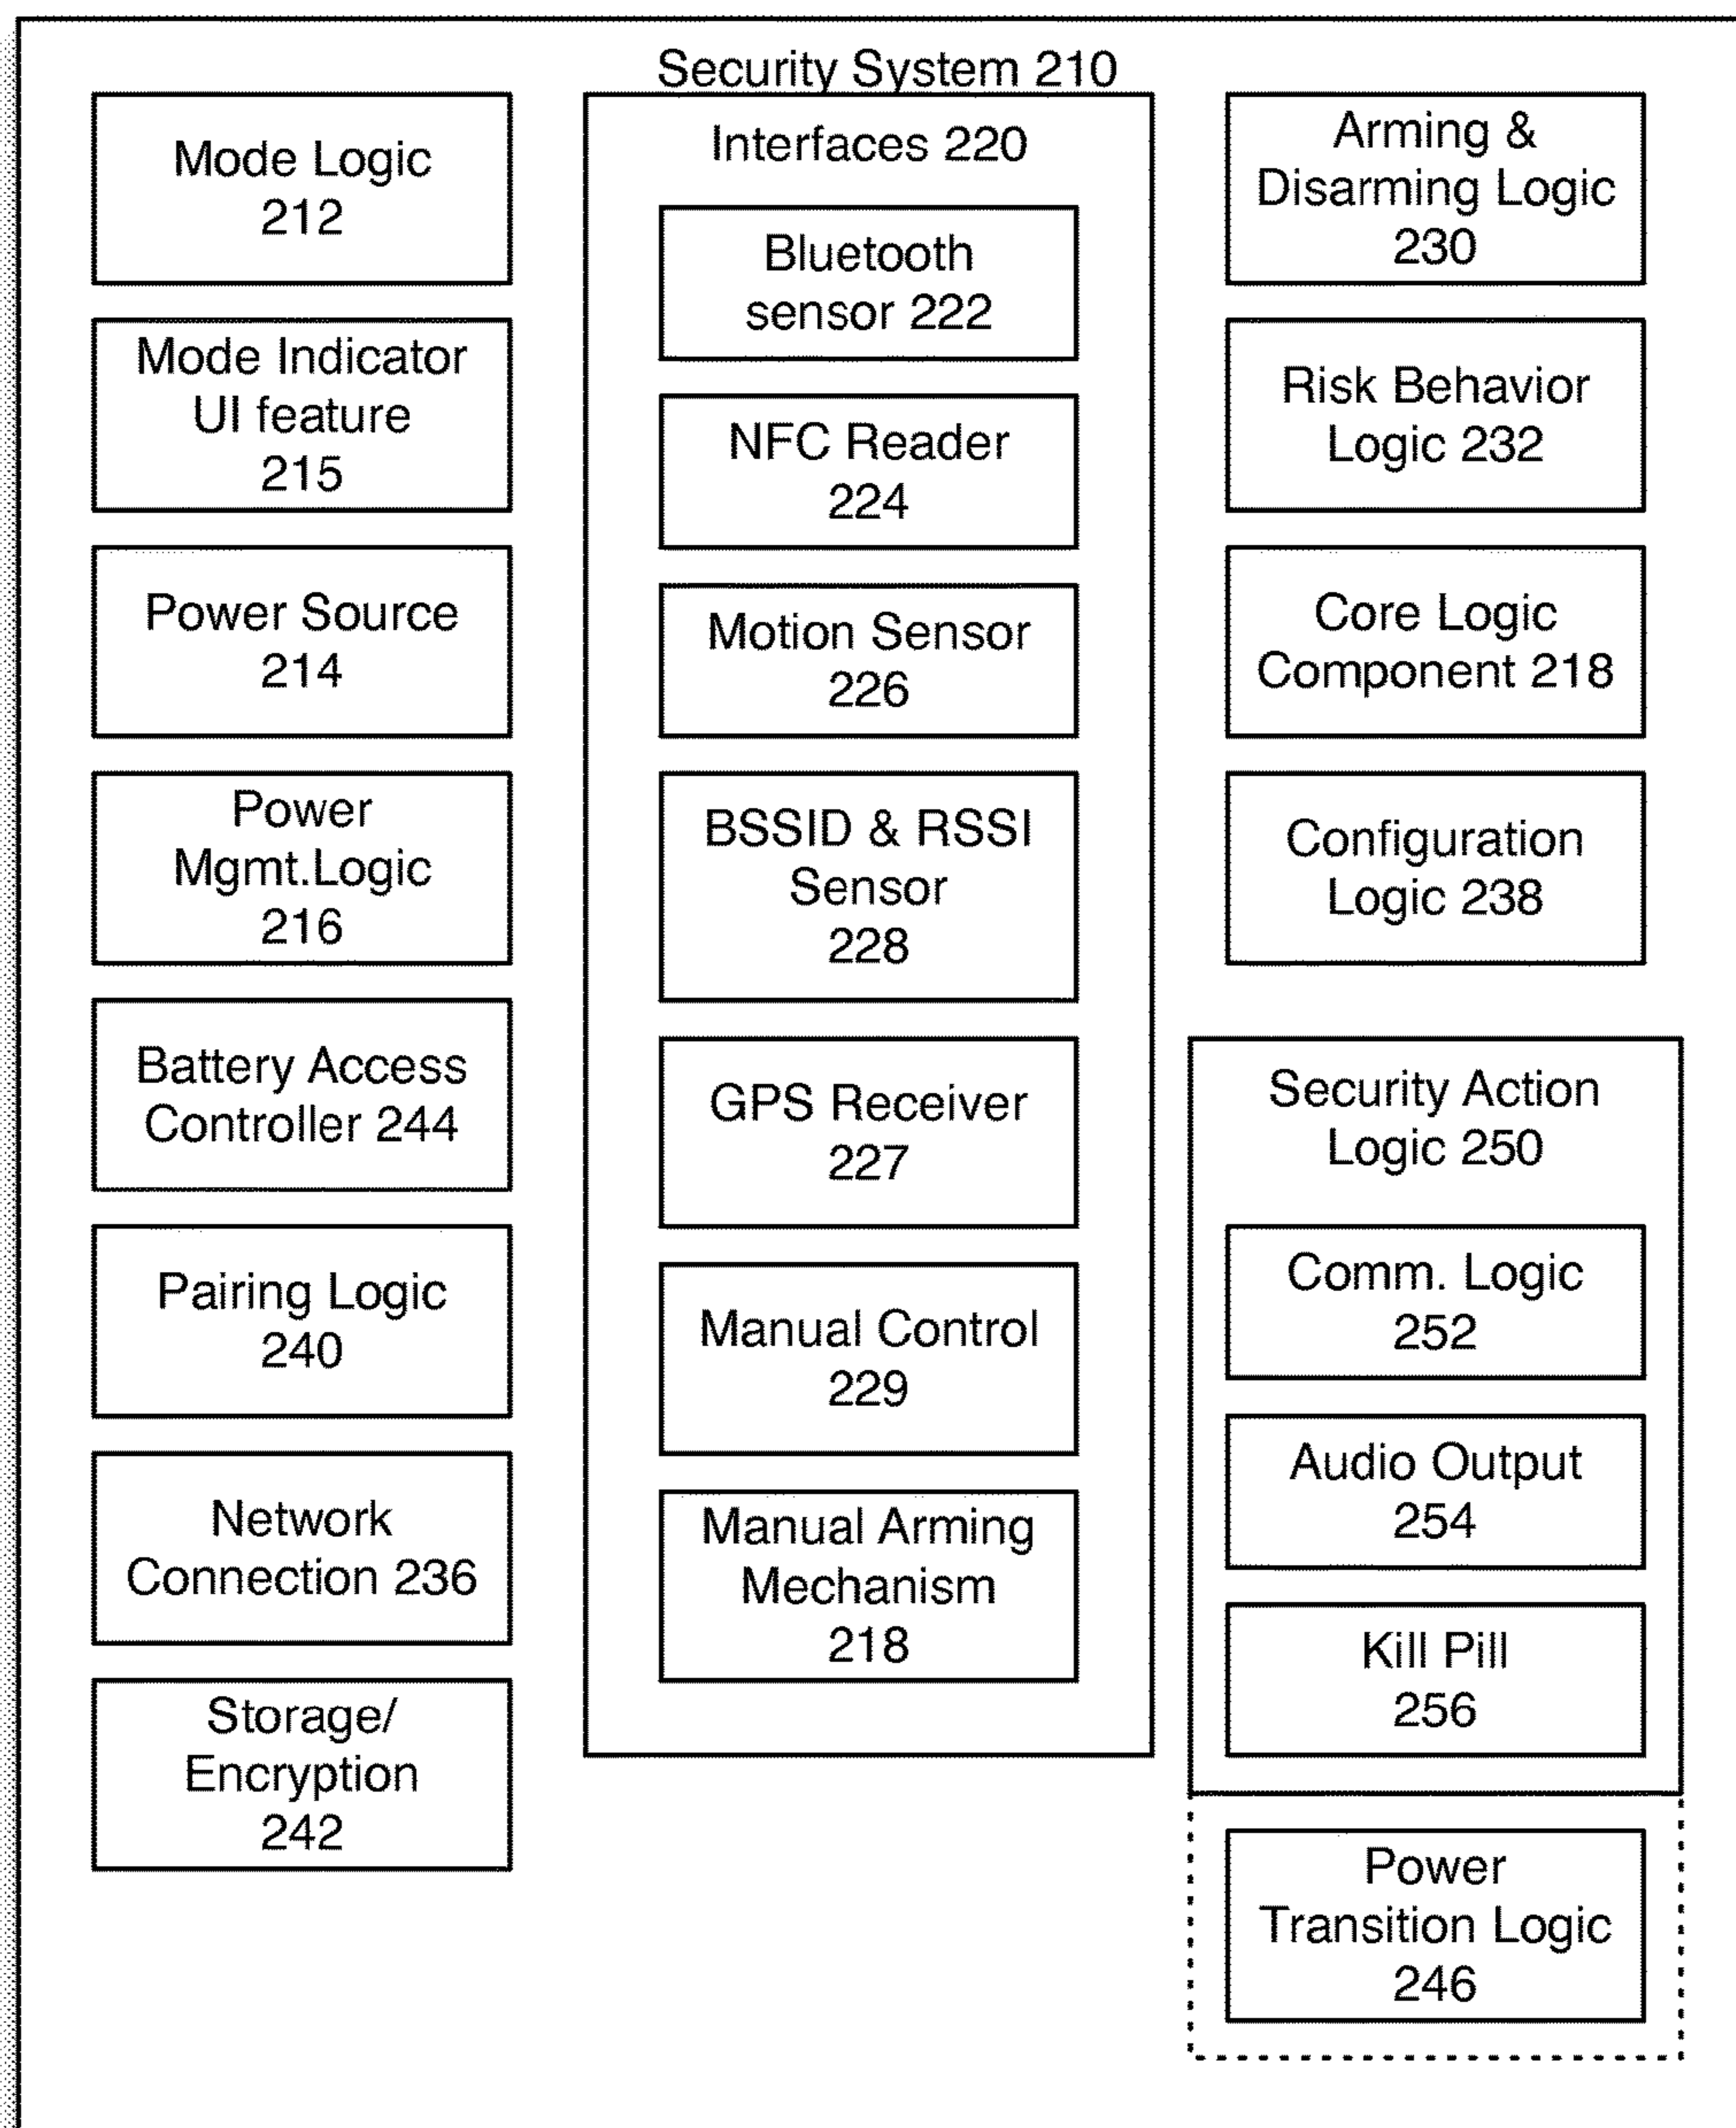 Security System 210
Mode Logic
212
Mode Indicator
UI feature
215
Power Source
214
Power
Mgmt.Logic
216
Battery Access
Controller 244
Pairing Logic
240
Network
Connection 236
Storage/
Encryption
242
Interfaces 220
Bluetooth
sensor 222
NFC Reader
224
Motion Sensor
226
BSSID & RSSI
Sensor
228
GPS Receiver
227
Manual Control
229
Manual Arming
Mechanism
218
Arming &
Disarming Logic
230
Risk Behavior
Logic 232
Core Logic
Component 218
Configuration
Logic 238
Security Action
Logic 250
Comm. Logic
252
Audio Output
254
Kill Pill
256
Power
Transition Logic
246